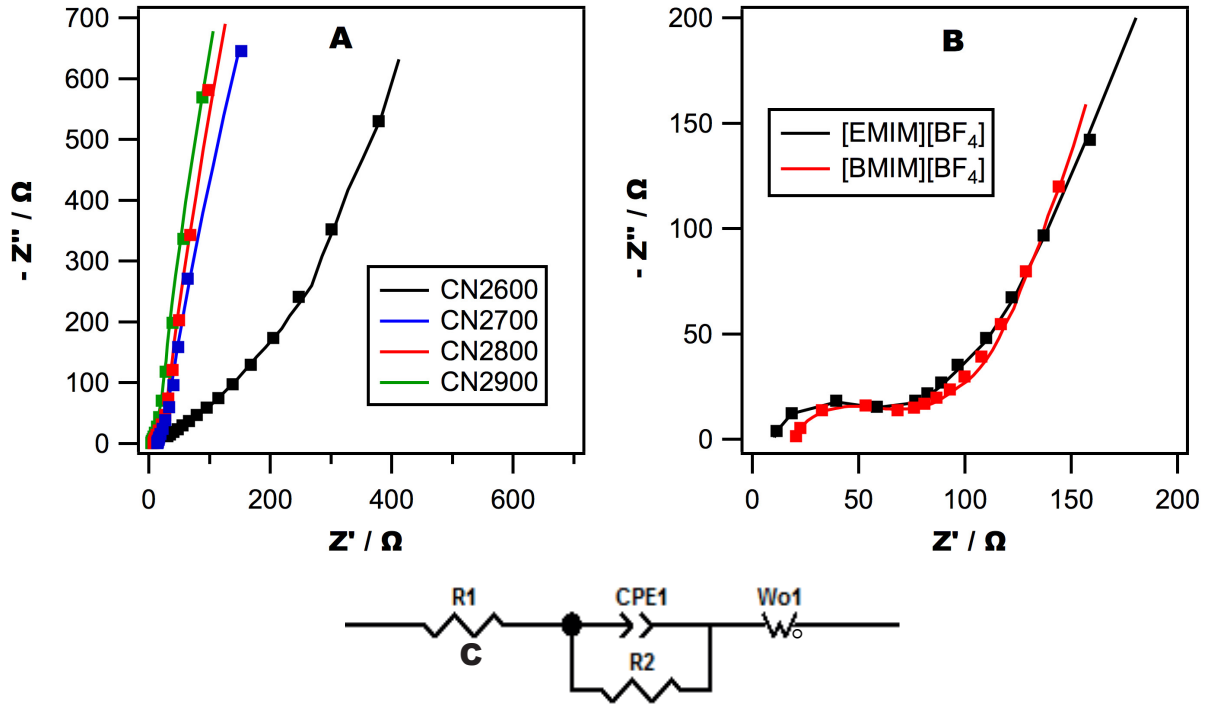 A
- Z" / Ω
700
600
500
400
300
200
100
0
0
200
400
600
Z' / Ω
CN2600
CN2700
CN2800
CN2900
B
- Z" / Ω
200
150
100
50
0
0
50
100
150
200
Z' / Ω
[EMIM][BF₄]
[BMIM][BF₄]
R1
CPE1
Wo1
C
R2